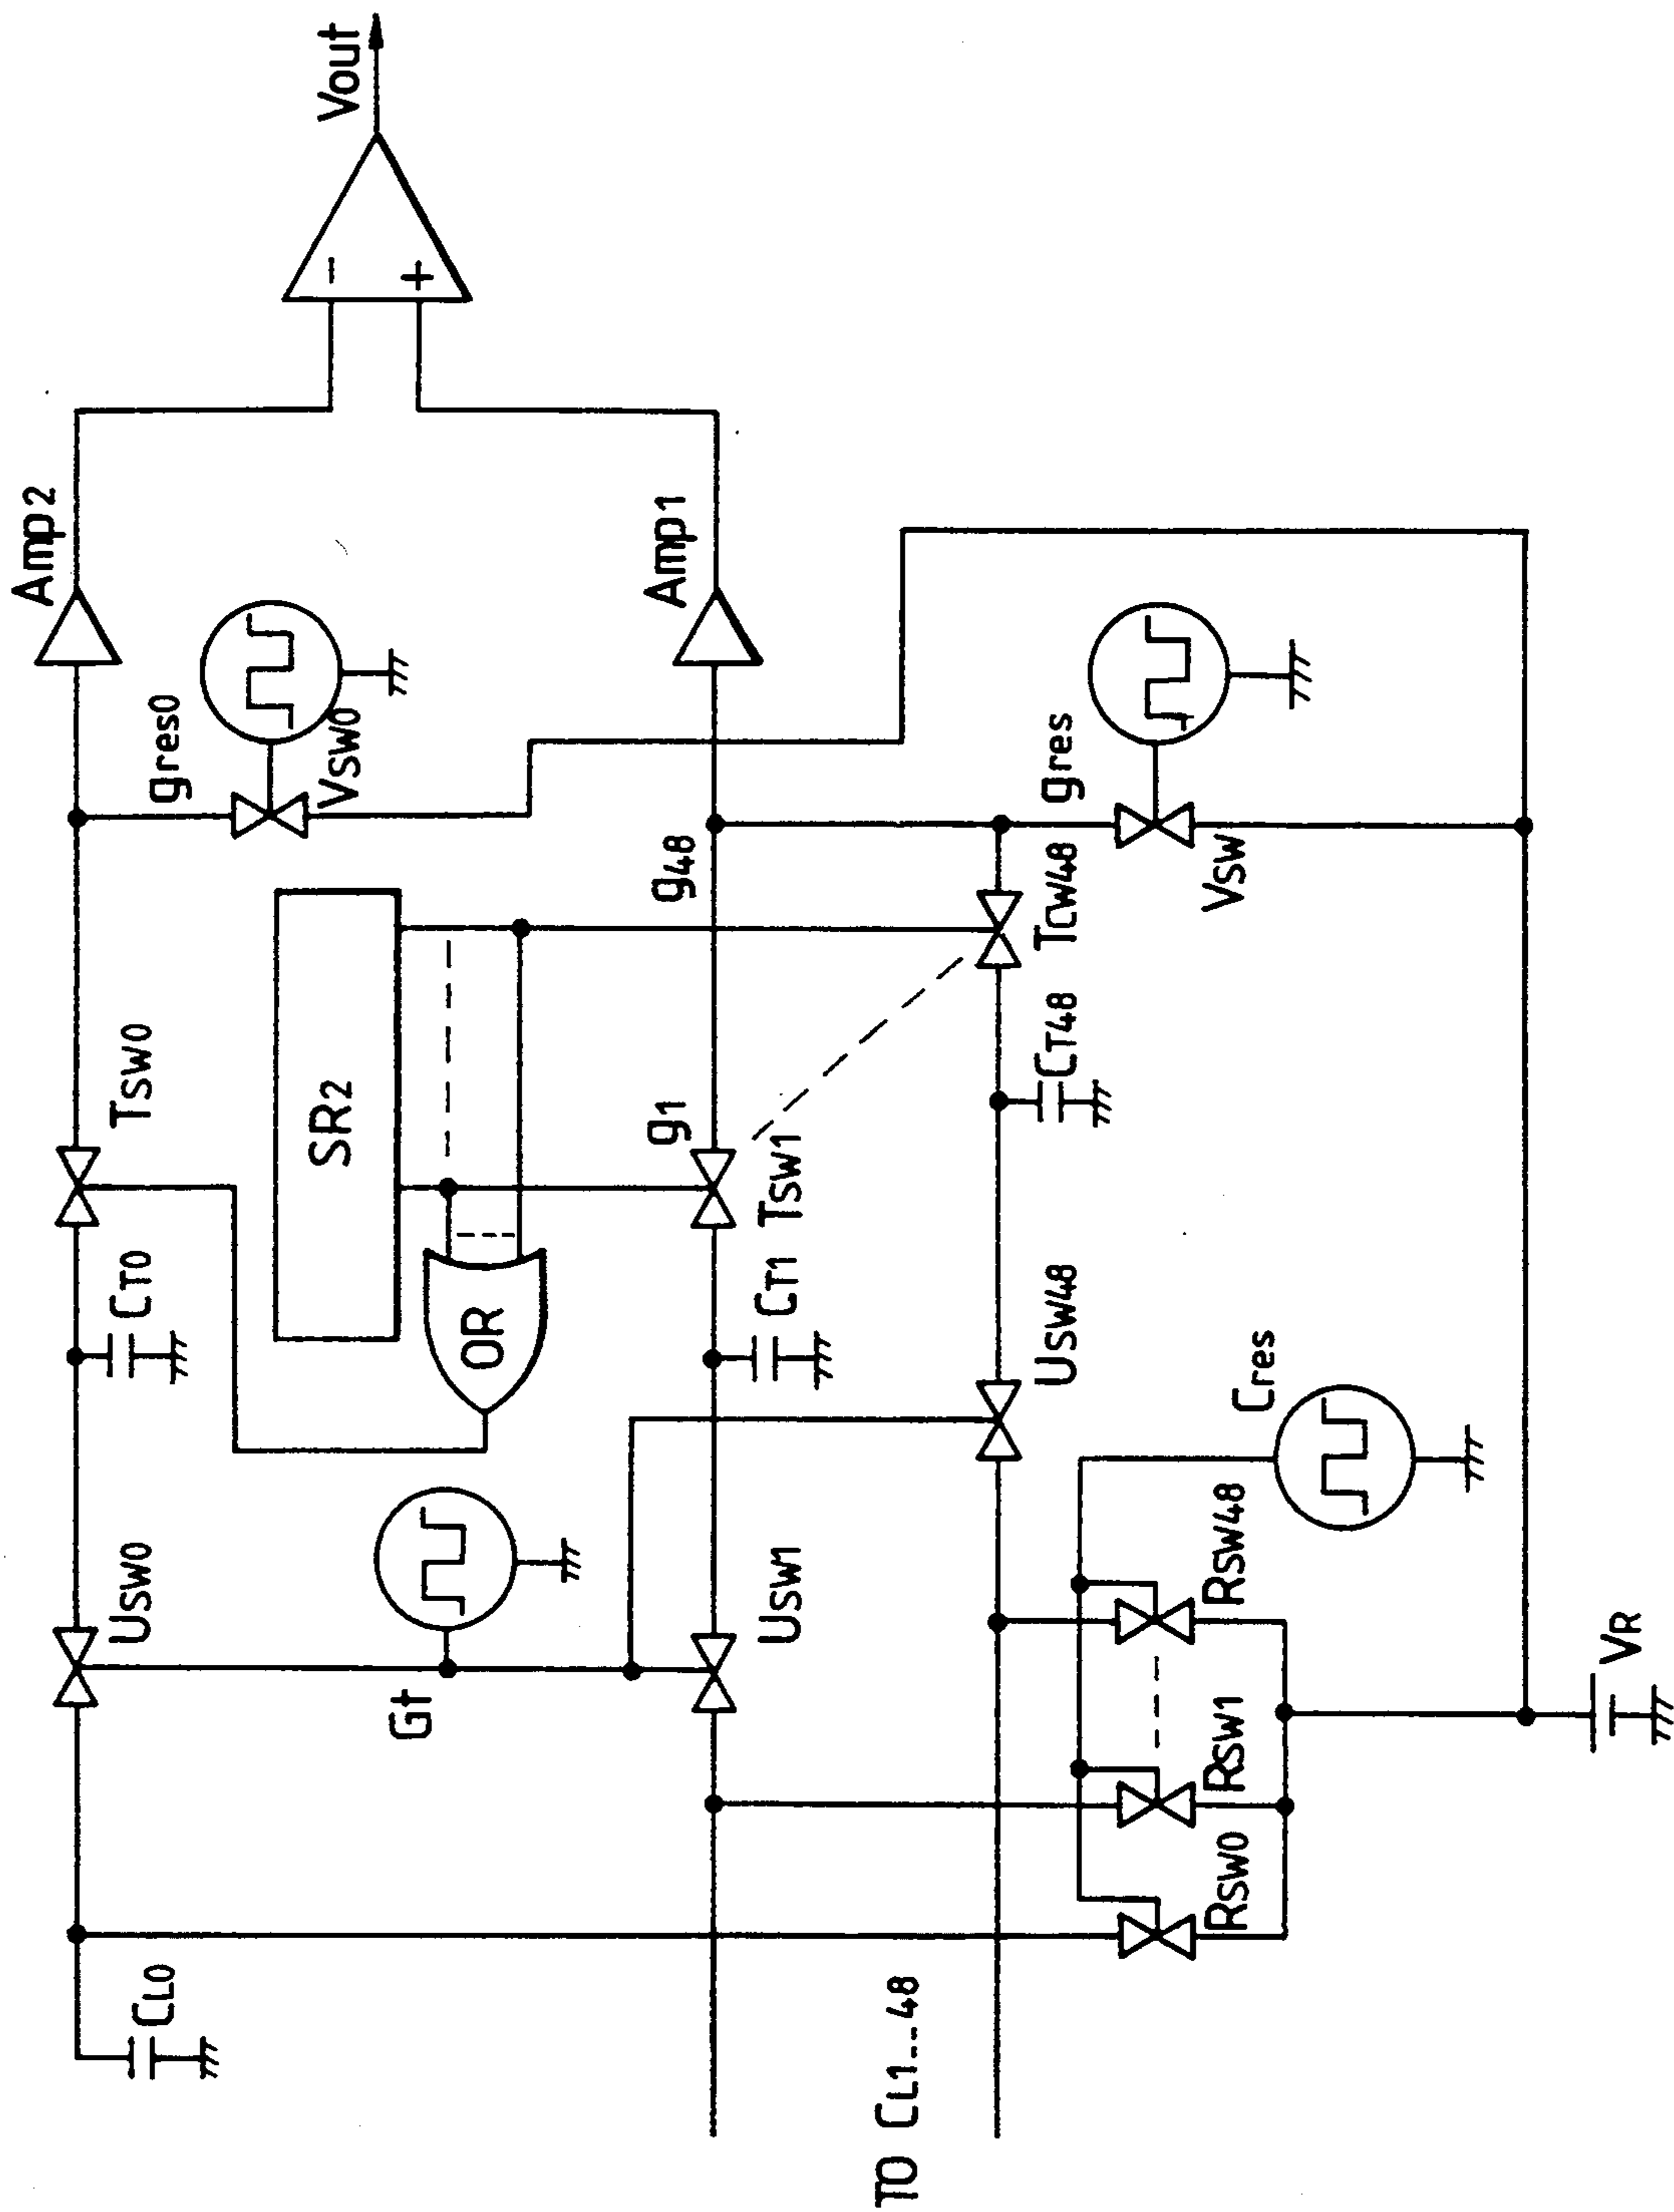 Vout
-
+
Amp2
Amp1
gres0
VSW0
gres
VSW
g48
TCW48
TSW0
SR2
g1
TSW1
CT48
CT0
OR
CT1
USW48
Cres
USW0
Gt
USW1
RSW48
RSW1
RSW0
VR
CL0
TO CL1---48